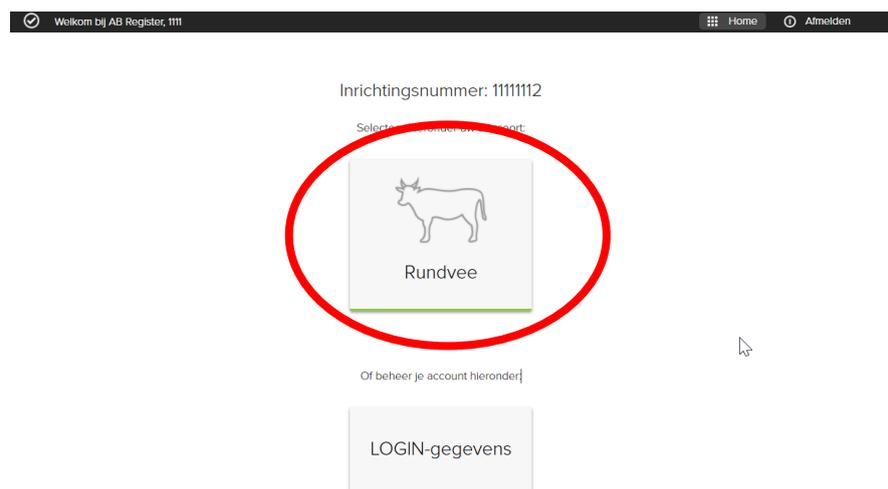 Welkom bij AB Register, 1111
Home
Afmelden
Inrichtingsnummer: 11111112
Rundvee
Of beheer je account hieronder:
LOGIN-gegevens